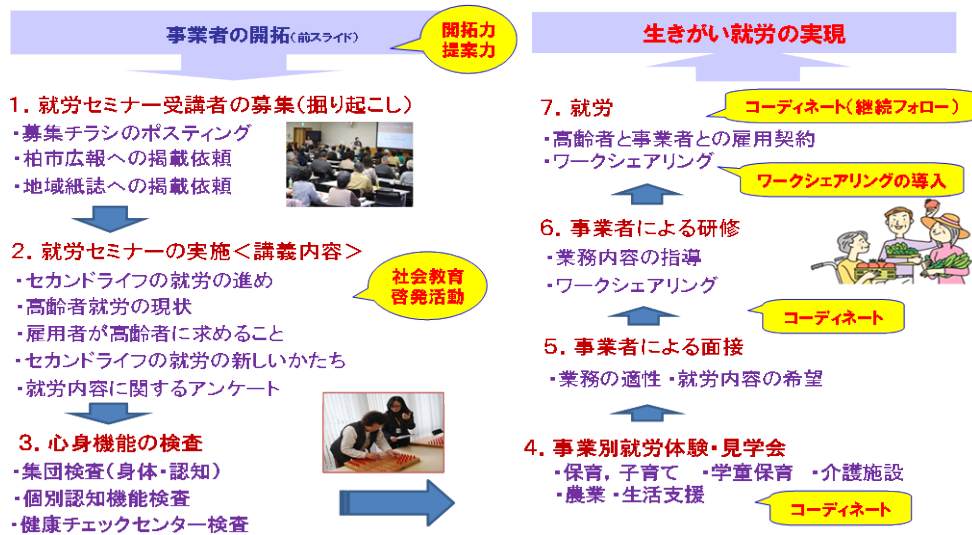 事業者の開拓(前スライド)
開拓力
提案力
1. 就労セミナー受講者の募集(掘り起こし)
・募集チラシのポスティング
・柏市広報への掲載依頼
・地域紙誌への掲載依頼
2. 就労セミナーの実施<講義内容>
・セカンドライフの就労の進め
・高齢者就労の現状
・雇用者が高齢者に求めること
・セカンドライフの就労の新しいかたち
・就労内容に関するアンケート
社会教育
啓発活動
3. 心身機能の検査
・集団検査(身体・認知)
・個別認知機能検査
・健康チェックセンター検査
生きがい就労の実現
7. 就労
コーディネート(継続フォロー)
・高齢者と事業者との雇用契約
・ワークシェアリング
ワークシェアリングの導入
6. 事業者による研修
・業務内容の指導
・ワークシェアリング
コーディネート
5. 事業者による面接
・業務の適性 ・就労内容の希望
4. 事業別就労体験・見学会
・保育, 子育て ・学童保育 ・介護施設
・農業 ・生活支援
コーディネート